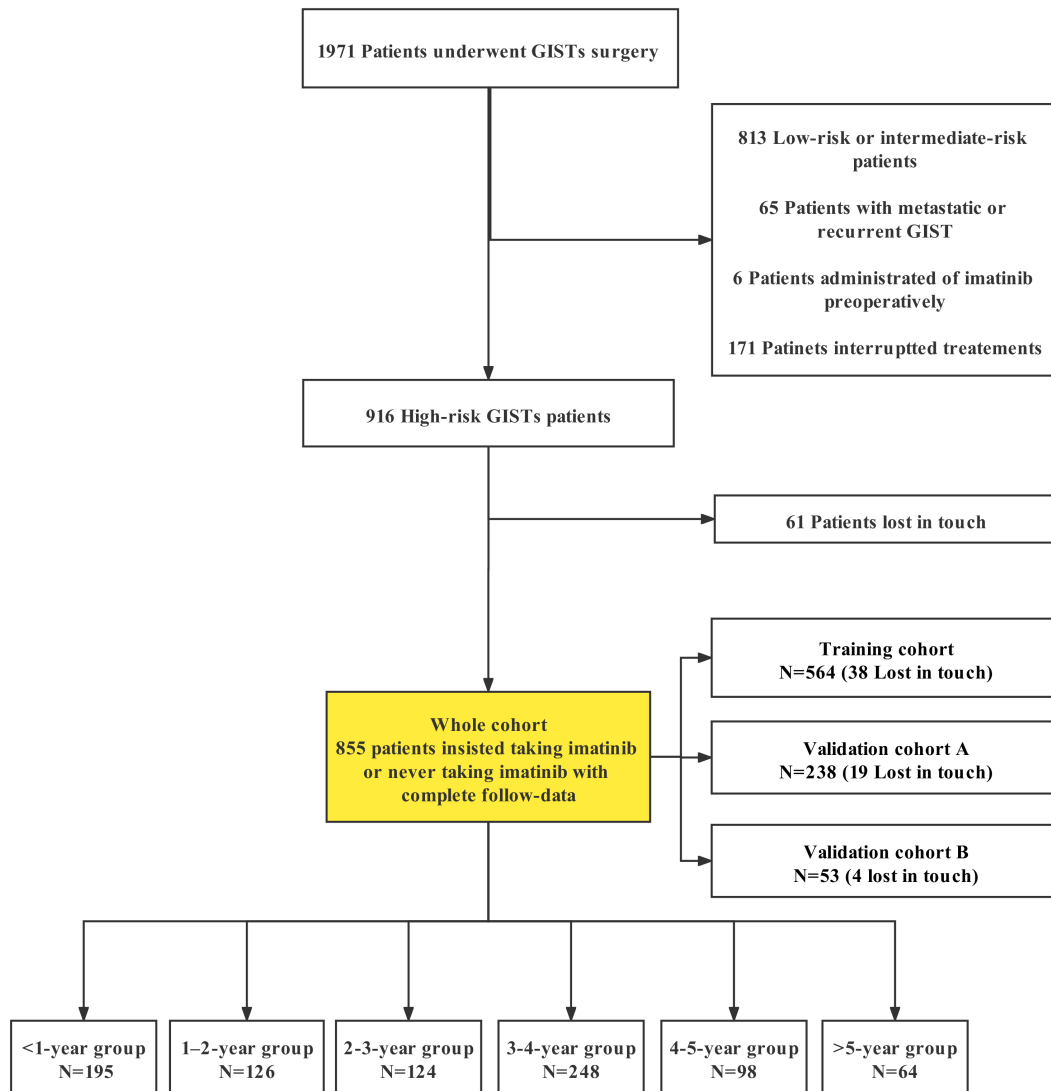 1971 Patients underwent GISTs surgery
813 Low-risk or intermediate-risk
patients
65 Patients with metastatic or
recurrent GIST
6 Patients administrated of imatinib
preoperatively
171 Patinets interruptted treatements
916 High-risk GISTs patients
61 Patients lost in touch
Training cohort
N=564 (38 Lost in touch)
Whole cohort
855 patients insisted taking imatinib
or never taking imatinib with
complete follow-data
Validation cohort A
N=238 (19 Lost in touch)
Validation cohort B
N=53 (4 lost in touch)
<1-year group
N=195
1–2-year group
N=126
2-3-year group
N=124
3-4-year group
N=248
4-5-year group
N=98
>5-year group
N=64